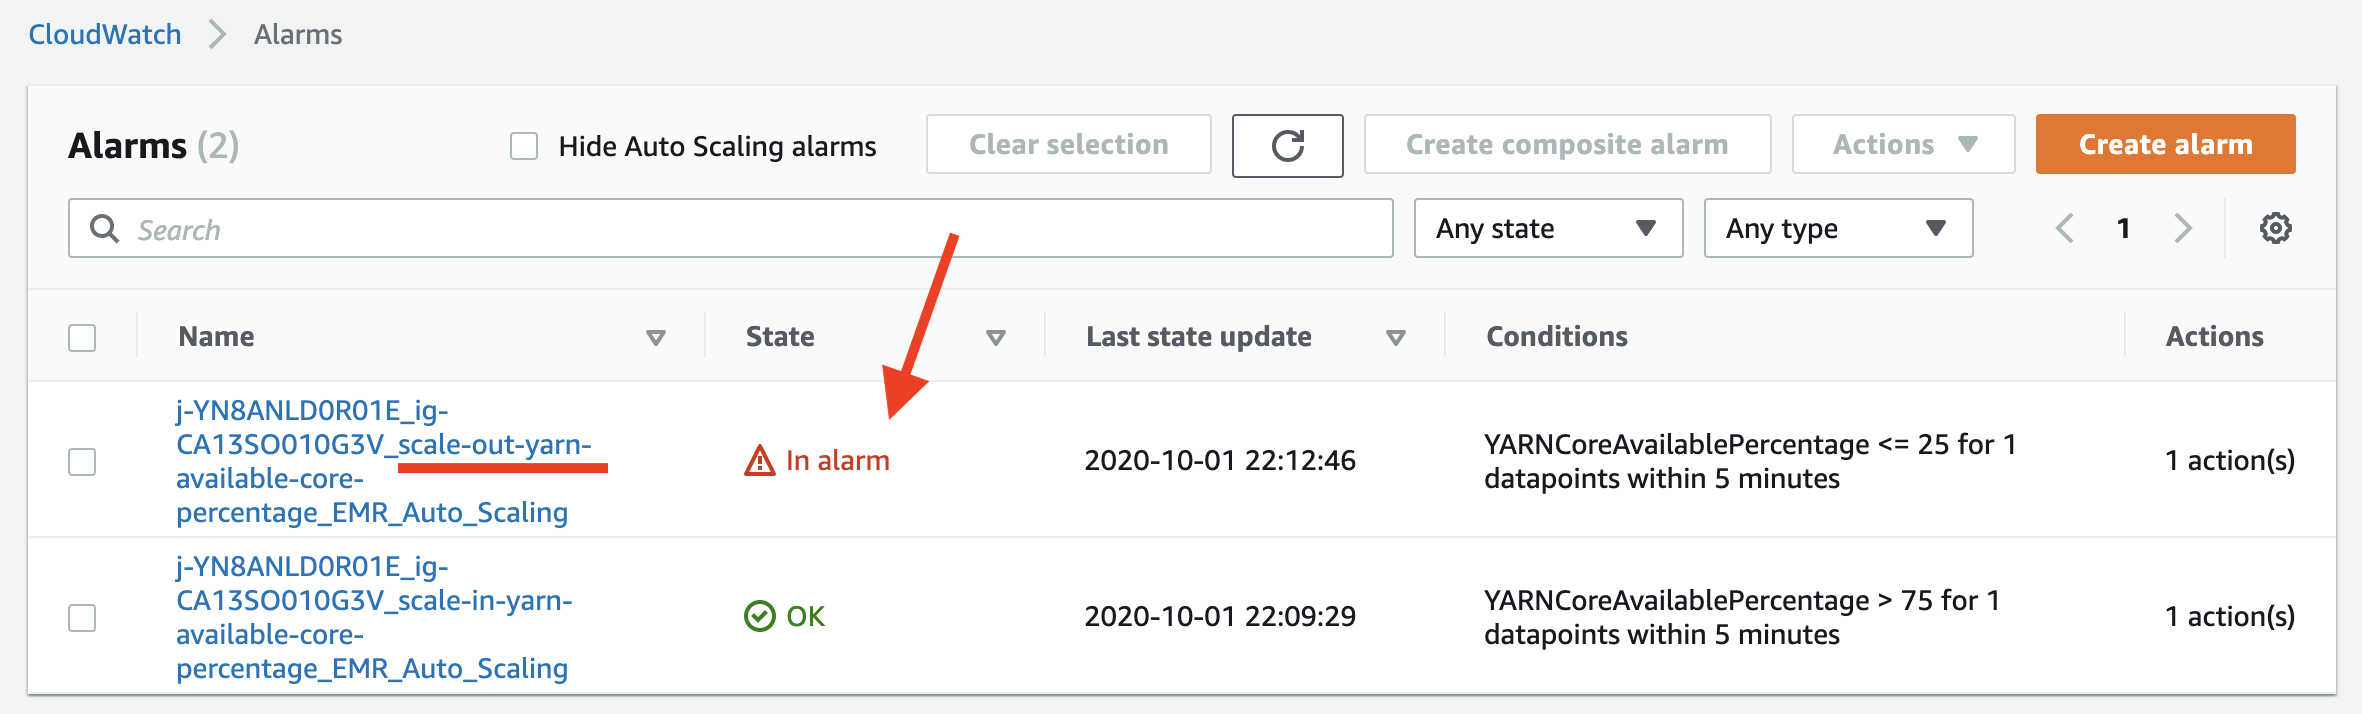 CloudWatch > Alarms
Alarms (2)
Hide Auto Scaling alarms
Clear selection
Create composite alarm
Actions
Create alarm
Search
Any state
Any type
1
Name
State
Last state update
Conditions
Actions
j-YN8ANLD0R01E_ig-
CA13SO010G3V_scale-out-yarn-
available-core-
percentage_EMR_Auto_Scaling
In alarm
2020-10-01 22:12:46
YARNCoreAvailablePercentage <= 25 for 1
datapoints within 5 minutes
1 action(s)
j-YN8ANLD0R01E_ig-
CA13SO010G3V_scale-in-yarn-
available-core-
percentage_EMR_Auto_Scaling
OK
2020-10-01 22:09:29
YARNCoreAvailablePercentage > 75 for 1
datapoints within 5 minutes
1 action(s)